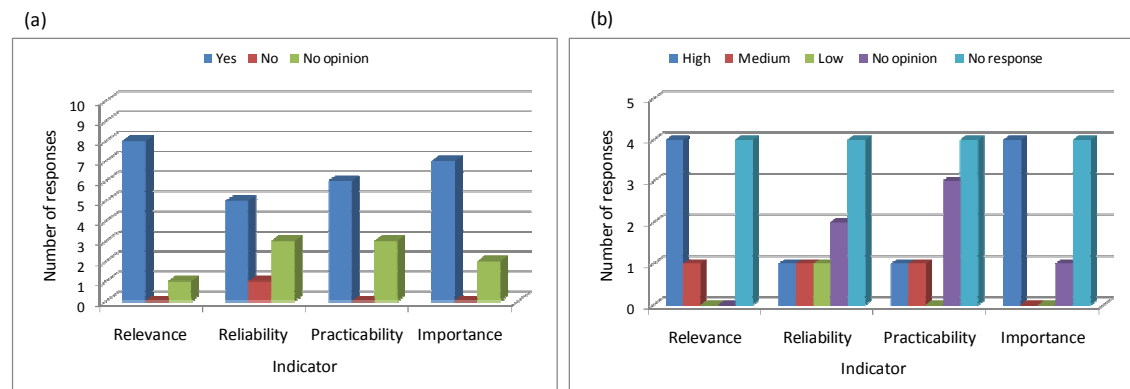 (a)
Yes No No opinion
Number of responses
10
9
8
7
6
5
4
3
2
1
0
Relevance Reliability Practicability Importance
Indicator
(b)
High Medium Low No opinion No response
Number of responses
5
4
3
2
1
0
Relevance Reliability Practicability Importance
Indicator